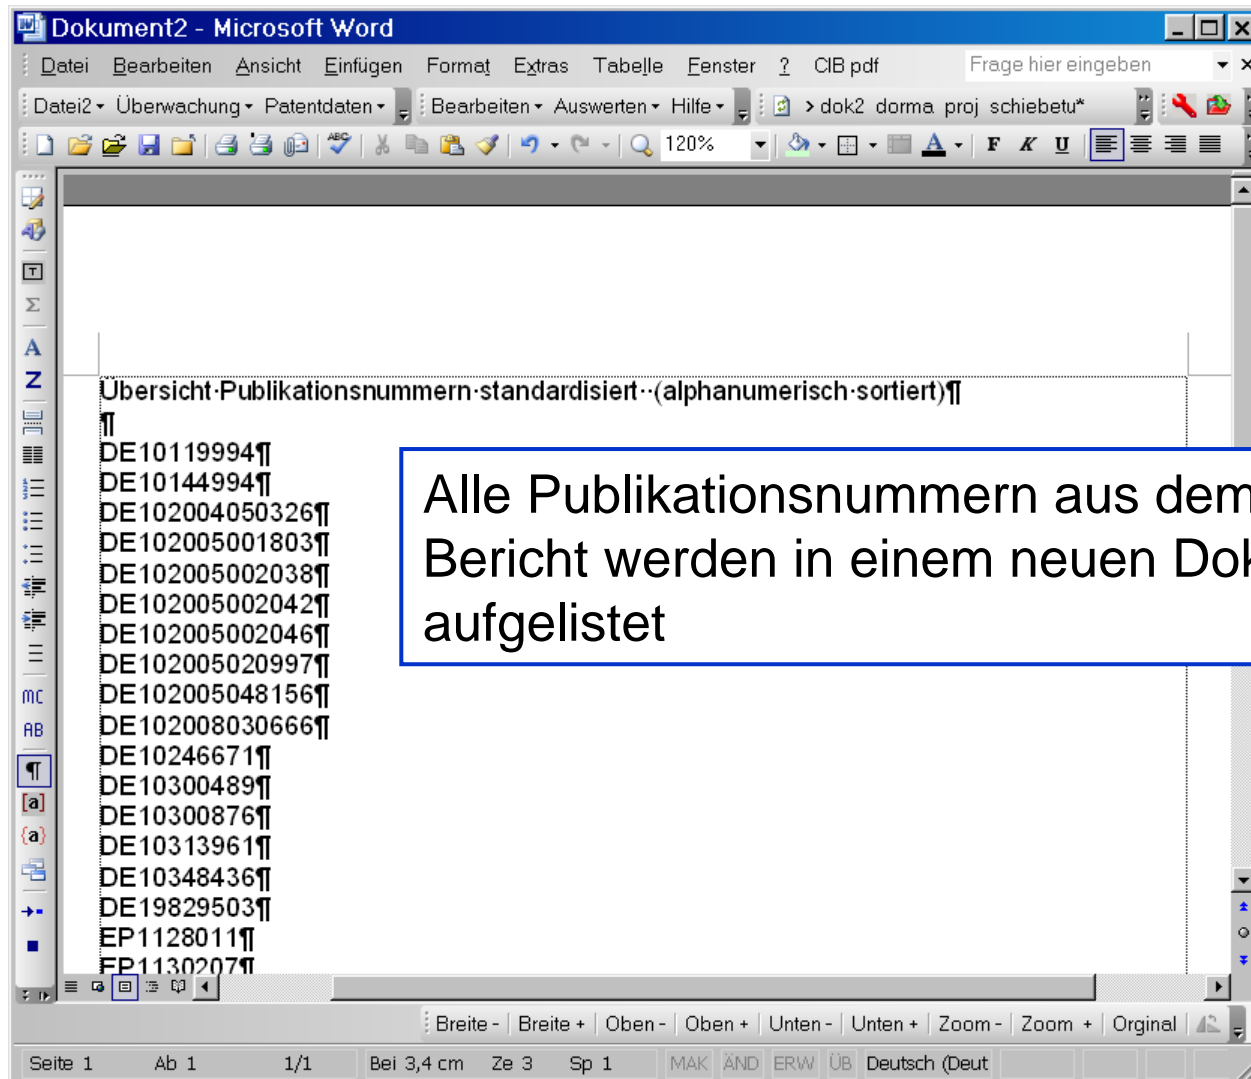 Dokument2 - Microsoft Word
Datei Bearbeiten Ansicht Einfügen Format Extras Tabelle Fenster ? CIB pdf Frage hier eingeben
Datei2 Überwachung Patentdaten Bearbeiten Auswerten Hilfe > dok2 dorma proj schiebetu*
ABC 120% A F K U
T
Σ
A
Z
Übersicht·Publikationsnummern·standardisiert··(alphanumerisch·sortiert)¶
¶
DE10119994¶
DE10144994¶
DE102004050326¶
DE102005001803¶
DE102005002038¶
DE102005002042¶
DE102005002046¶
DE102005020997¶
DE102005048156¶
DE102008030666¶
DE10246671¶
DE10300489¶
DE10300876¶
DE10313961¶
DE10348436¶
DE19829503¶
EP1128011¶
EP1130207¶
Alle Publikationsnummern aus dem
Bericht werden in einem neuen Dok
aufgelistet
MC
AB
¶
[a]
{a}
Breite - Breite + Oben - Oben + Unten - Unten + Zoom - Zoom + Orginal
Seite 1 Ab 1 1/1 Bei 3,4 cm Ze 3 Sp 1 MAK ÄND ERW ÜB Deutsch (Deut